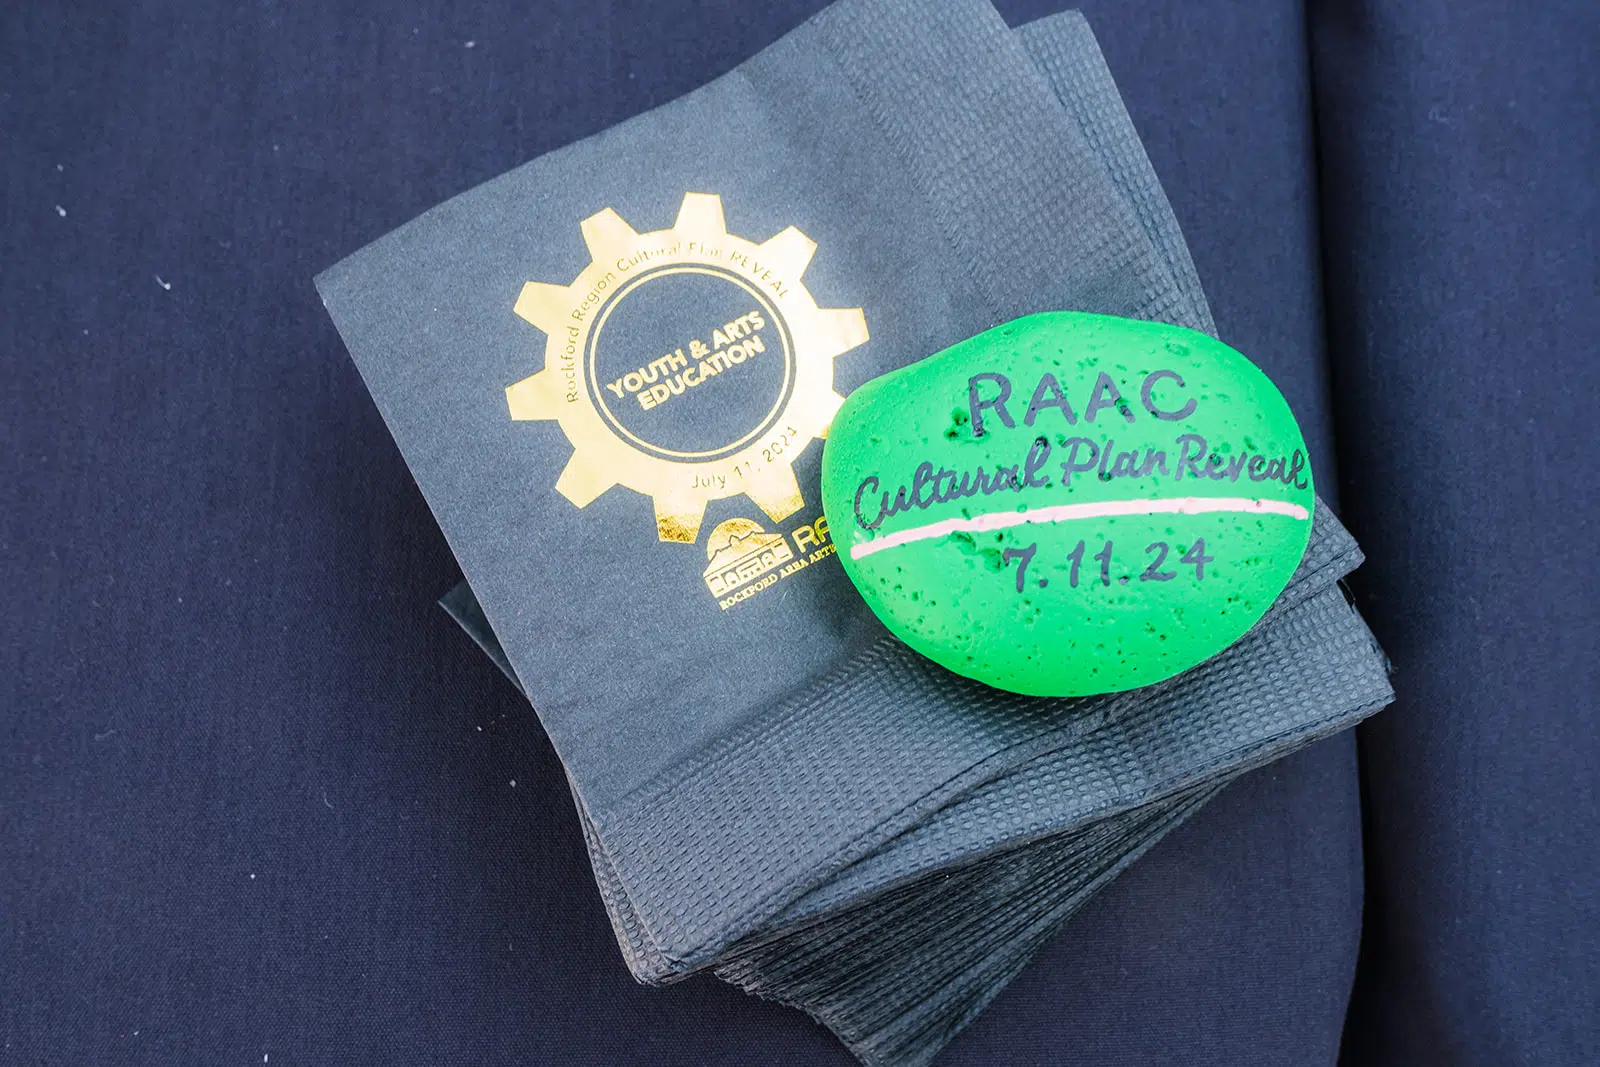 Rockford Region Cultural Plan REVEAL
YOUTH & ARTS
EDUCATION
July 11, 2024
RA
ROCKFORD AREA ARTS
RAAC
Cultural Plan Reveal
7.11.24